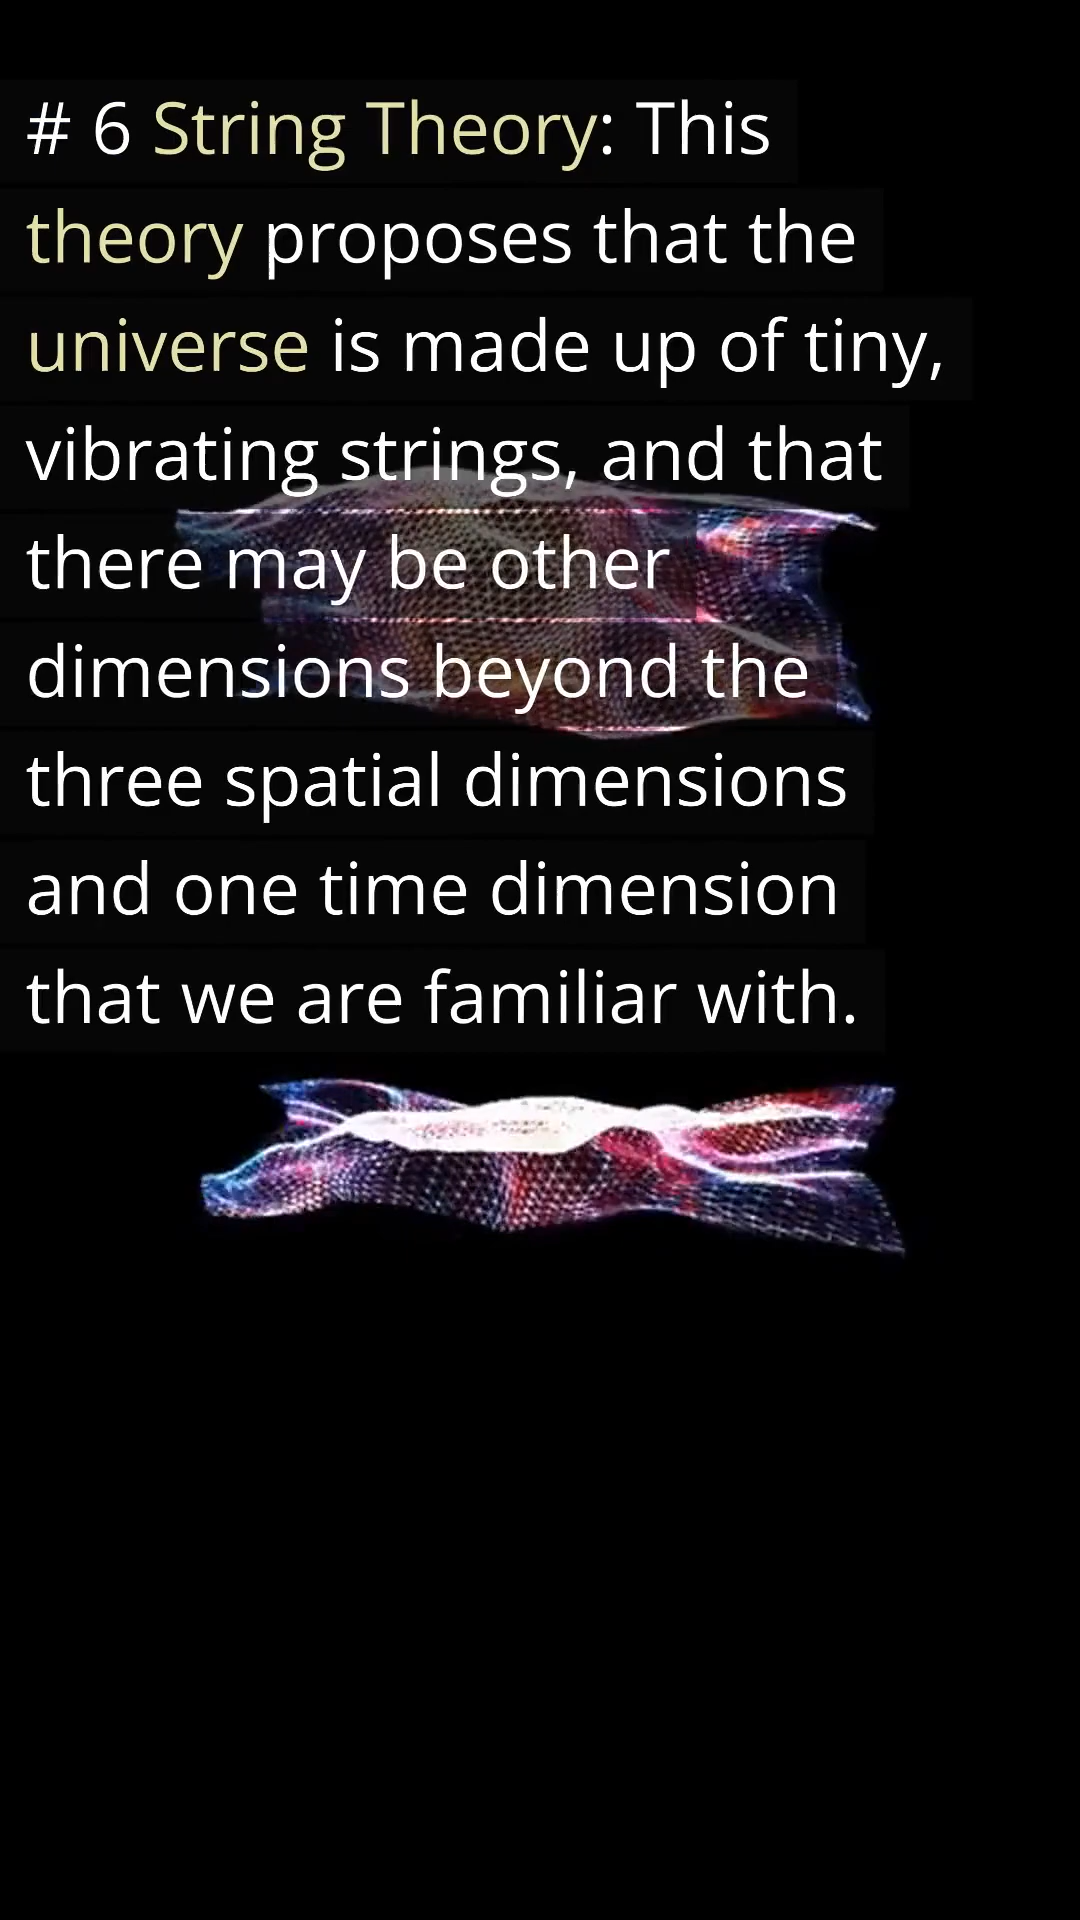 # 6 String Theory: This
theory proposes that the
universe is made up of tiny,
vibrating strings, and that
there may be other
dimensions beyond the
three spatial dimensions
and one time dimension
that we are familiar with.